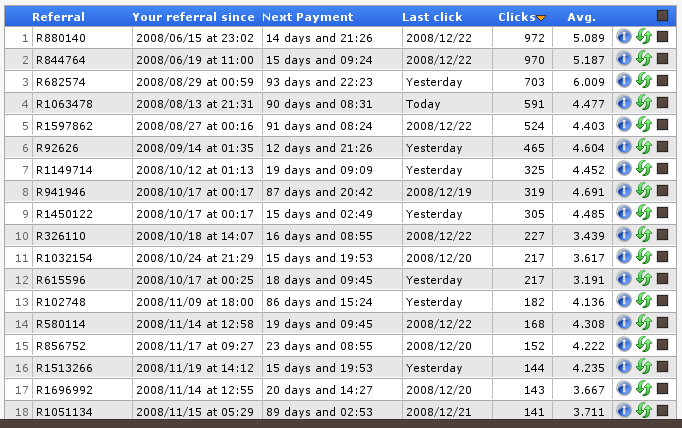 Referral Your referral since Next Payment Last click Clicks Avg.
1 R880140 2008/06/15 at 23:02 14 days and 21:26 2008/12/22 972 5.089
2 R844764 2008/06/19 at 11:00 15 days and 09:24 2008/12/22 970 5.187
3 R682574 2008/08/29 at 00:59 93 days and 22:23 Yesterday 703 6.009
4 R1063478 2008/08/13 at 21:31 90 days and 08:31 Today 591 4.477
5 R1597862 2008/08/27 at 00:16 91 days and 08:24 2008/12/22 524 4.403
6 R92626 2008/09/14 at 01:35 12 days and 21:26 Yesterday 465 4.604
7 R1149714 2008/10/12 at 01:13 19 days and 09:09 Yesterday 325 4.452
8 R941946 2008/10/17 at 00:17 87 days and 20:42 2008/12/19 319 4.691
9 R1450122 2008/10/17 at 00:17 15 days and 02:49 Yesterday 305 4.485
10 R326110 2008/10/18 at 14:07 16 days and 08:55 2008/12/22 227 3.439
11 R1032154 2008/10/24 at 21:29 15 days and 19:53 2008/12/20 217 3.617
12 R615596 2008/10/17 at 00:25 18 days and 09:45 Yesterday 217 3.191
13 R102748 2008/11/09 at 18:00 86 days and 15:24 Yesterday 182 4.136
14 R580114 2008/11/14 at 12:58 19 days and 09:45 2008/12/22 168 4.308
15 R856752 2008/11/17 at 09:27 23 days and 08:55 2008/12/20 152 4.222
16 R1513266 2008/11/19 at 14:12 15 days and 19:53 Yesterday 144 4.235
17 R1696992 2008/11/14 at 12:55 20 days and 14:27 2008/12/20 143 3.667
18 R1051134 2008/11/15 at 05:29 89 days and 02:53 2008/12/21 141 3.711